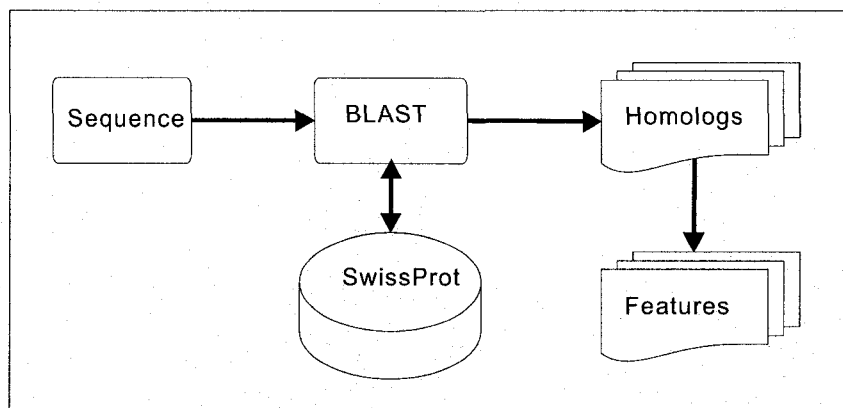 Sequence
BLAST
Homologs
SwissProt
Features